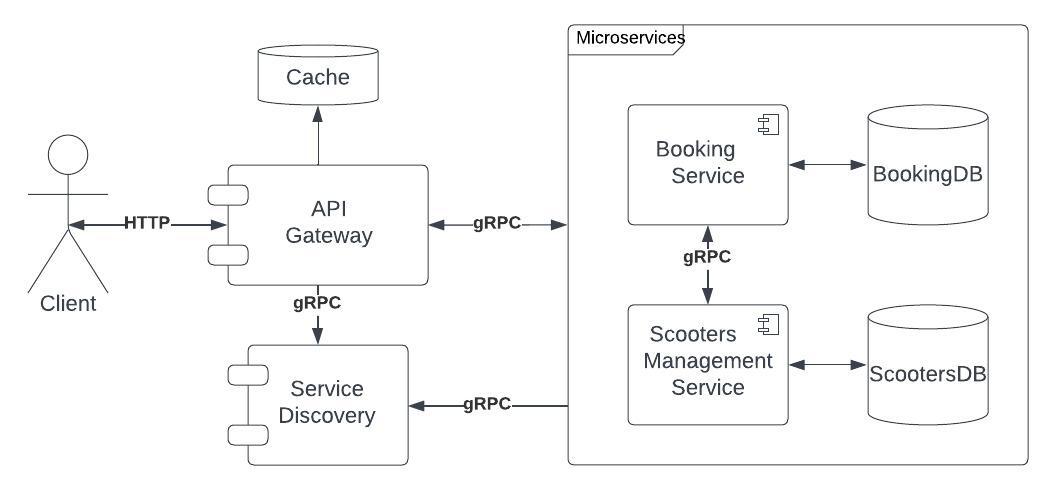 Microservices
Cache
Booking
Service
BookingDB
API
Gateway
HTTP
gRPC
Client
gRPC
gRPC
Scooters
Management
Service
ScootersDB
Service
Discovery
gRPC